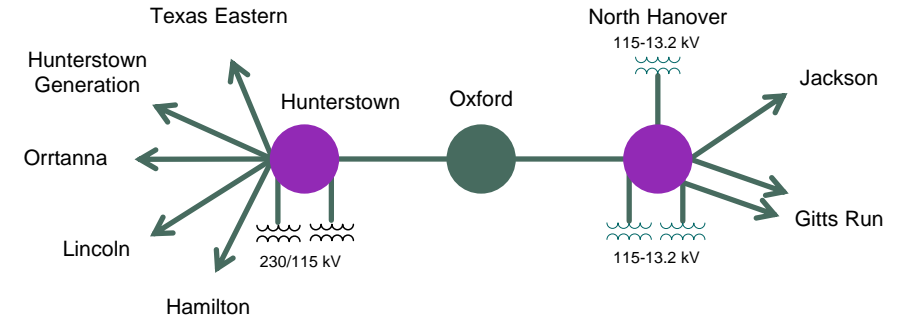 Texas Eastern
North Hanover
115-13.2 kV
Hunterstown
Generation
Hunterstown
Oxford
Jackson
Orrtanna
Lincoln
230/115 kV
115-13.2 kV
Gitts Run
Hamilton